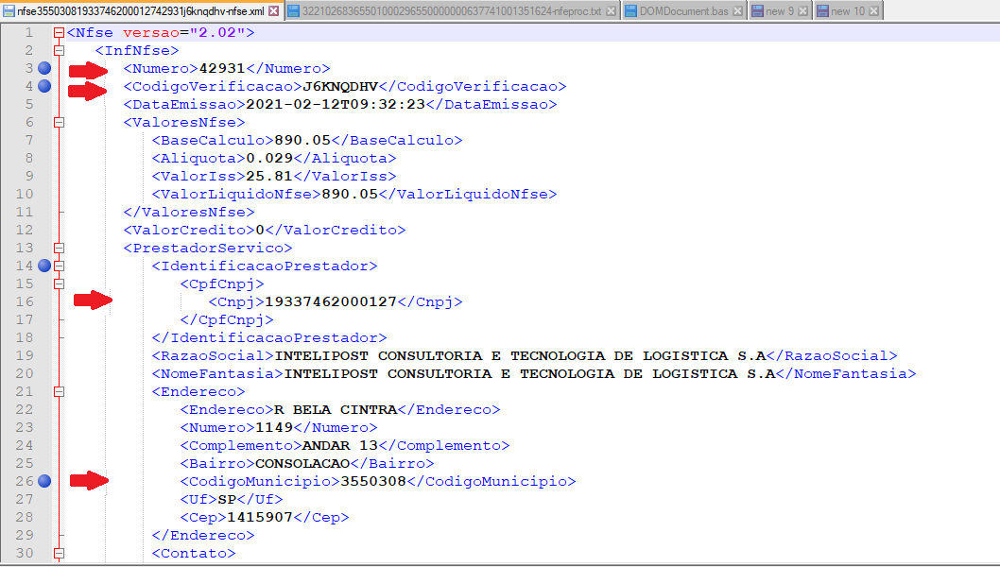 nfse35503081933746200012742931j6knqdhv-nfse.xml 32210268365501000296550000000637741001351624-nfeproc.txt DOMDocument.bas new 9 new 10
1 <Nfse versao="2.02">
2 <InfNfse>
3 <Numero>42931</Numero>
4 <CodigoVerificacao>J6KNQDHV</CodigoVerificacao>
5 <DataEmissao>2021-02-12T09:32:23</DataEmissao>
6 <ValoresNfse>
7 <BaseCalculo>890.05</BaseCalculo>
8 <Aliquota>0.029</Aliquota>
9 <ValorIss>25.81</ValorIss>
10 <ValorLiquidoNfse>890.05</ValorLiquidoNfse>
11 </ValoresNfse>
12 <ValorCredito>0</ValorCredito>
13 <PrestadorServico>
14 <IdentificacaoPrestador>
15 <CpfCnpj>
16 <Cnpj>19337462000127</Cnpj>
17 </CpfCnpj>
18 </IdentificacaoPrestador>
19 <RazaoSocial>INTELIPOST CONSULTORIA E TECNOLOGIA DE LOGISTICA S.A</RazaoSocial>
20 <NomeFantasia>INTELIPOST CONSULTORIA E TECNOLOGIA DE LOGISTICA S.A</NomeFantasia>
21 <Endereco>
22 <Endereco>R BELA CINTRA</Endereco>
23 <Numero>1149</Numero>
24 <Complemento>ANDAR 13</Complemento>
25 <Bairro>CONSOLACAO</Bairro>
26 <CodigoMunicipio>3550308</CodigoMunicipio>
27 <Uf>SP</Uf>
28 <Cep>1415907</Cep>
29 </Endereco>
30 <Contato>